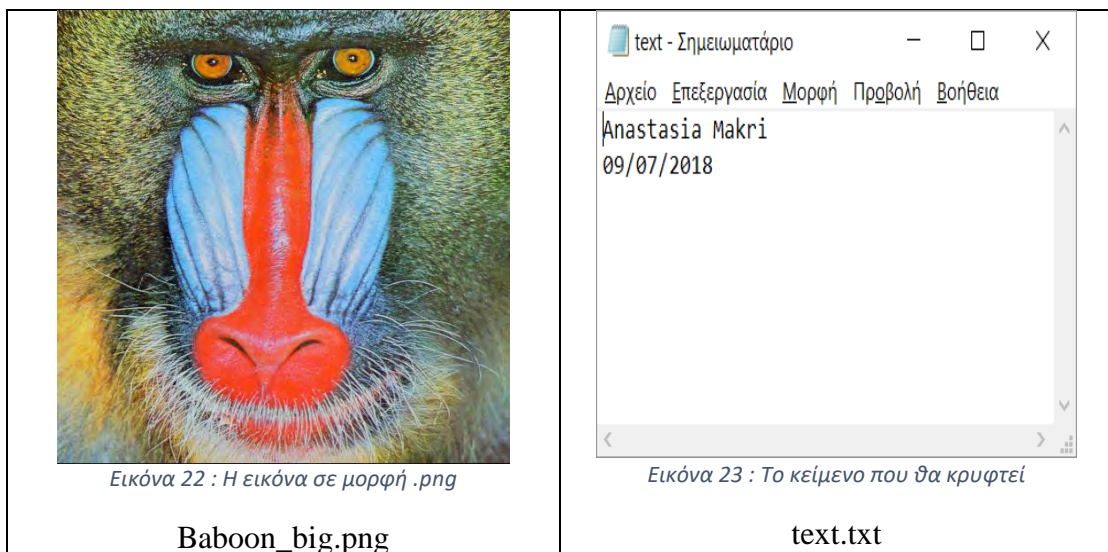 Εικόνα 22 : Η εικόνα σε μορφή .png
Baboon_big.png
text - Σημειωματάριο
Αρχείο Επεξεργασία Μορφή Προβολή Βοήθεια
Anastasia Makri
09/07/2018
Εικόνα 23 : Το κείμενο που θα κρυφτεί
text.txt